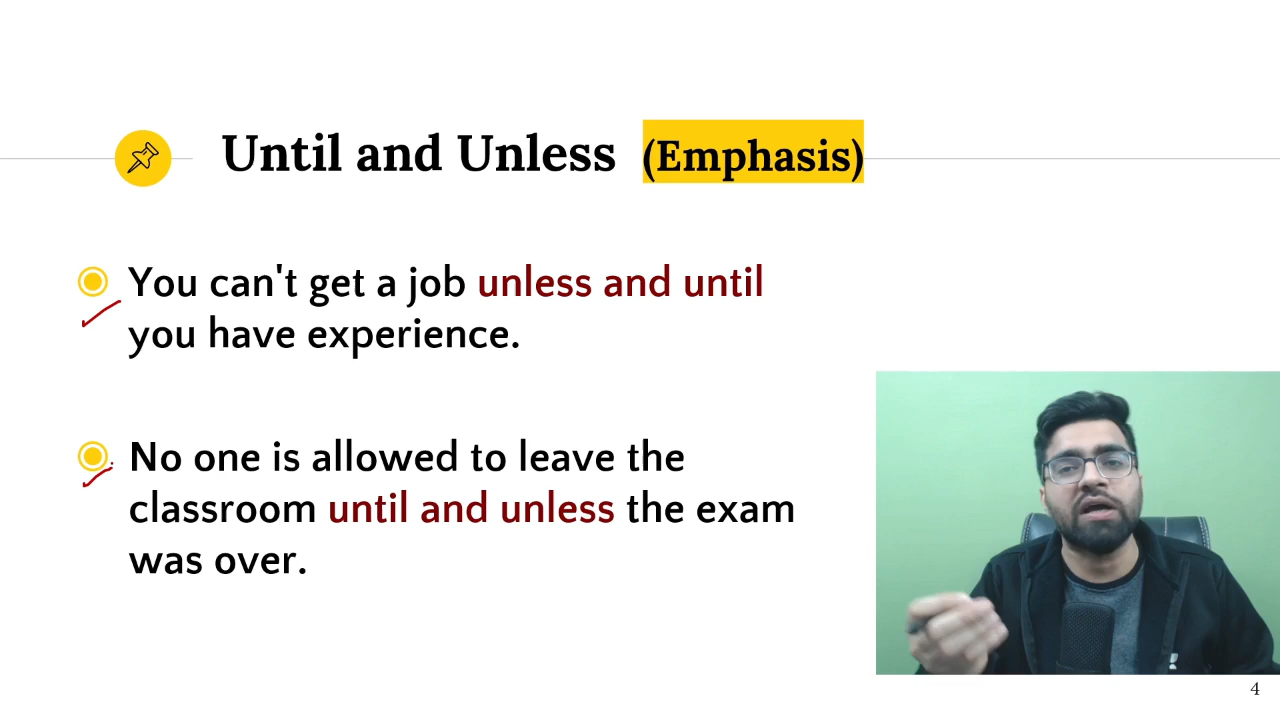 Until and Unless (Emphasis)
You can't get a job unless and until
you have experience.
No one is allowed to leave the
classroom until and unless the exam
was over.
4